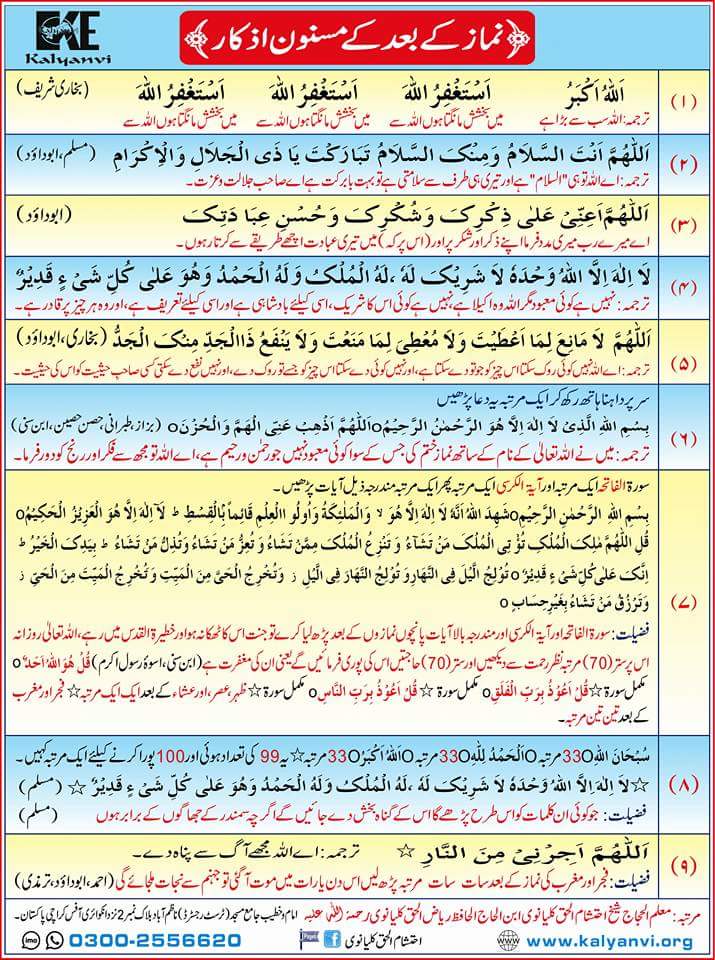 EKE
Kalyanvi
نماز کے بعد کے مسنون اذکار
(۱) اَللّٰهُ اَکْبَرُ اَسْتَغْفِرُ اللّٰهَ اَسْتَغْفِرُ اللّٰهَ اَسْتَغْفِرُ اللّٰهَ (بخاری شریف)
ترجمہ: اللہ سب سے بڑا ہے میں بخشش مانگتا ہوں اللہ سے میں بخشش مانگتا ہوں اللہ سے میں بخشش مانگتا ہوں اللہ سے
(۲) اَللّٰهُمَّ اَنْتَ السَّلَامُ وَمِنْکَ السَّلَامُ تَبَارَکْتَ یَا ذَی الْجَلَالِ وَالْاِکْرَامِ (مسلم، ابوداؤد)
ترجمہ: اے اللہ تو ہی "السلام" ہے اور تیری ہی طرف سے سلامتی ہے تو بہت بابرکت ہے اے صاحب جلالت وعزت۔
(۳) اَللّٰهُمَّ اَعِنِّیْ عَلٰی ذِکْرِکَ وَشُکْرِکَ وَحُسْنِ عِبَادَتِکَ (ابوداؤد)
اے میرے رب میری مدد فرما اپنے ذکر اور شکر پر اور (اس پر کہ) میں تیری عبادت اچھے طریقے سے کرتا رہوں۔
(۴) لَا اِلٰهَ اِلَّا اللّٰهُ وَحْدَهٗ لَا شَرِیْکَ لَهٗ ،لَهُ الْمُلْکُ وَلَهُ الْحَمْدُ وَهُوَ عَلٰی کُلِّ شَیْ ءٍ قَدِیْرٌ
ترجمہ: نہیں ہے کوئی معبود مگر اللہ وہ اکیلا ہے، نہیں ہے کوئی اس کا شریک، اسی کیلئے بادشاہی ہے اور اسی کیلئے تعریف ہے، اور وہ ہر چیز پر قادر ہے۔
(۵) اَللّٰهُمَّ لَا مَانِعَ لِمَا اَعْطَیْتَ وَلَا مُعْطِیَ لِمَا مَنَعْتَ وَلَا یَنْفَعُ ذَاالْجَدِّ مِنْکَ الْجَدُّ (بخاری، ابوداؤد)
ترجمہ: اے اللہ نہیں کوئی روک سکتا اس چیز کو جو تو دے سکتا ہے، اور نہیں کوئی دے سکتا اس چیز کو جسے تو روک دے، اور نہیں نفع دے سکتی کسی صاحب حیثیت کو اس کی حیثیت۔
سر پر داہنا ہاتھ رکھ کر ایک مرتبہ یہ دعا پڑھیں
(۶) بِسْمِ اللّٰهِ الَّذِیْ لَا اِلٰهَ اِلَّا هُوَ الرَّحْمٰنُ الرَّحِیْمُo اَللّٰهُمَّ اَذْهِبْ عَنِّی الْهَمَّ وَالْحُزْنَo (بزاز، طبرانی، حصن حصین، ابن سنی)
ترجمہ: میں نے اللہ تعالیٰ کے نام کے ساتھ نماز ختم کی جس کے سوا کوئی معبود نہیں جو رحمٰن ورحیم ہے، اے اللہ تو مجھ سے فکر اور رنج کو دور فرما۔
سورۃ الفاتحہ ایک مرتبہ اور آیۃ الکرسی ایک مرتبہ پھر ایک مرتبہ مندرجہ ذیل آیات پڑھیں۔
بِسْمِ اللّٰهِ الرَّحْمٰنِ الرَّحِیْمِo شَهِدَ اللّٰهُ اَنَّهٗ لَا اِلٰهَ اِلَّا هُوَ لا وَالْمَلٰٓئِکَةُ وَاُولُوا الْعِلْمِ قَآئِماً بِالْقِسْطِ ط لَآ اِلٰهَ اِلَّا هُوَ الْعَزِیْزُ الْحَکِیْمُo
قُلِ اللّٰهُمَّ مٰلِکَ الْمُلْکِ تُؤْتِی الْمُلْکَ مَنْ تَشَآءُ وَ تَنْزِعُ الْمُلْکَ مِمَّنْ تَشَاءُ وَ تُعِزُّ مَنْ تَشَاءُ وَتُذِلُّ مَنْ تَشَاءُ ط بِیَدِکَ الْخَیْرُ ط
اِنَّکَ عَلٰی کُلِّ شَیْ ءٍ قَدِیْرٌo تُوْلِجُ الَّیْلَ فِی النَّهَارِ وَ تُوْلِجُ النَّهَارَ فِی الَّیْلِ ز وَ تُخْرِجُ الْحَیَّ مِنَ الْمَیِّتِ وَ تُخْرِجُ الْمَیِّتَ مِنَ الْحَیِّ ز
(۷) وَتَرْزُقُ مَنْ تَشَاءُ بِغَیْرِ حِسَابٍo
فضیلت: سورۃ الفاتحہ اور آیۃ الکرسی اور مندرجہ بالا آیات پانچوں نمازوں کے بعد پڑھ لیا کرے تو جنت اس کا ٹھکانہ ہو اور حظیرۃ القدس میں رہے، اللہ تعالیٰ روزانہ
اس پر ستر (70) مرتبہ نظر رحمت سے دیکھیں اور ستر (70) حاجتیں اس کی پوری فرمائیں گے یعنی ان کی مغفرت ہے (ابن سنی، اسوۂ رسول اکرم) قُلْ هُوَ اللّٰهُ اَحَدٌo
مکمل سورۃ ☆ قُلْ اَعُوْذُ بِرَبِّ الْفَلَقِo مکمل سورۃ ☆ قُلْ اَعُوْذُ بِرَبِّ النَّاسِo مکمل سورۃ ☆ ظہر، عصر، اور عشاء کے بعد ایک ایک مرتبہ ☆ فجر اور مغرب
کے بعد تین تین مرتبہ۔
سُبْحَانَ اللّٰهِo33 مرتبہ اَلْحَمْدُ لِلّٰهِo33 مرتبہ اَللّٰهُ اَکْبَرُo33 مرتبہ ☆ یہ 99 کی تعداد ہوئی اور 100 پورا کرنے کیلئے ایک مرتبہ کہیں۔
(۸) ☆ لَا اِلٰهَ اِلَّا اللّٰهُ وَحْدَهٗ لَا شَرِیْکَ لَهٗ ،لَهُ الْمُلْکُ وَلَهُ الْحَمْدُ وَهُوَ عَلٰی کُلِّ شَیْ ءٍ قَدِیْرٌ ☆ (مسلم)
فضیلت: جو کوئی ان کلمات کو اس طرح پڑھے گا اس کے گناہ بخش دیے جائیں گے اگرچہ سمندر کے جھاگوں کے برابر ہوں (مسلم)
(۹) اَللّٰهُمَّ اَجِرْنِیْ مِنَ النَّارِ ☆ ترجمہ: اے اللہ مجھے آگ سے پناہ دے۔
فضیلت: فجر اور مغرب کی نماز کے بعد سات سات مرتبہ پڑھ لیں اس دن یا رات میں موت آگئی تو جہنم سے نجات مل جائے گی (احمد، ابوداؤد، ترمذی)
مرتبہ: معلم الحجاج شیخ احتشام الحق کلیانوی ابن الحاج الحافظ ریاض الحق کلیانوی رحمۃ اللہ علیہ امام وخطیب جامع مسجد (ٹرسٹ رجسٹرڈ) ناظم آباد بلاک نمبر 2 نزد انکوائری آفس کراچی پاکستان۔
imo 0300-2556620 احتشام الحق کلیانوی www.kalyanvi.org